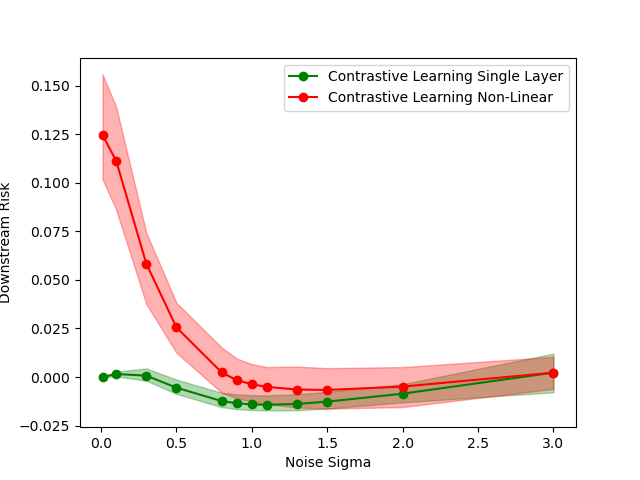 Contrastive Learning Single Layer
Contrastive Learning Non-Linear
0.150
0.125
0.100
0.075
0.050
0.025
0.000
−0.025
Downstream Risk
0.0 0.5 1.0 1.5 2.0 2.5 3.0
Noise Sigma